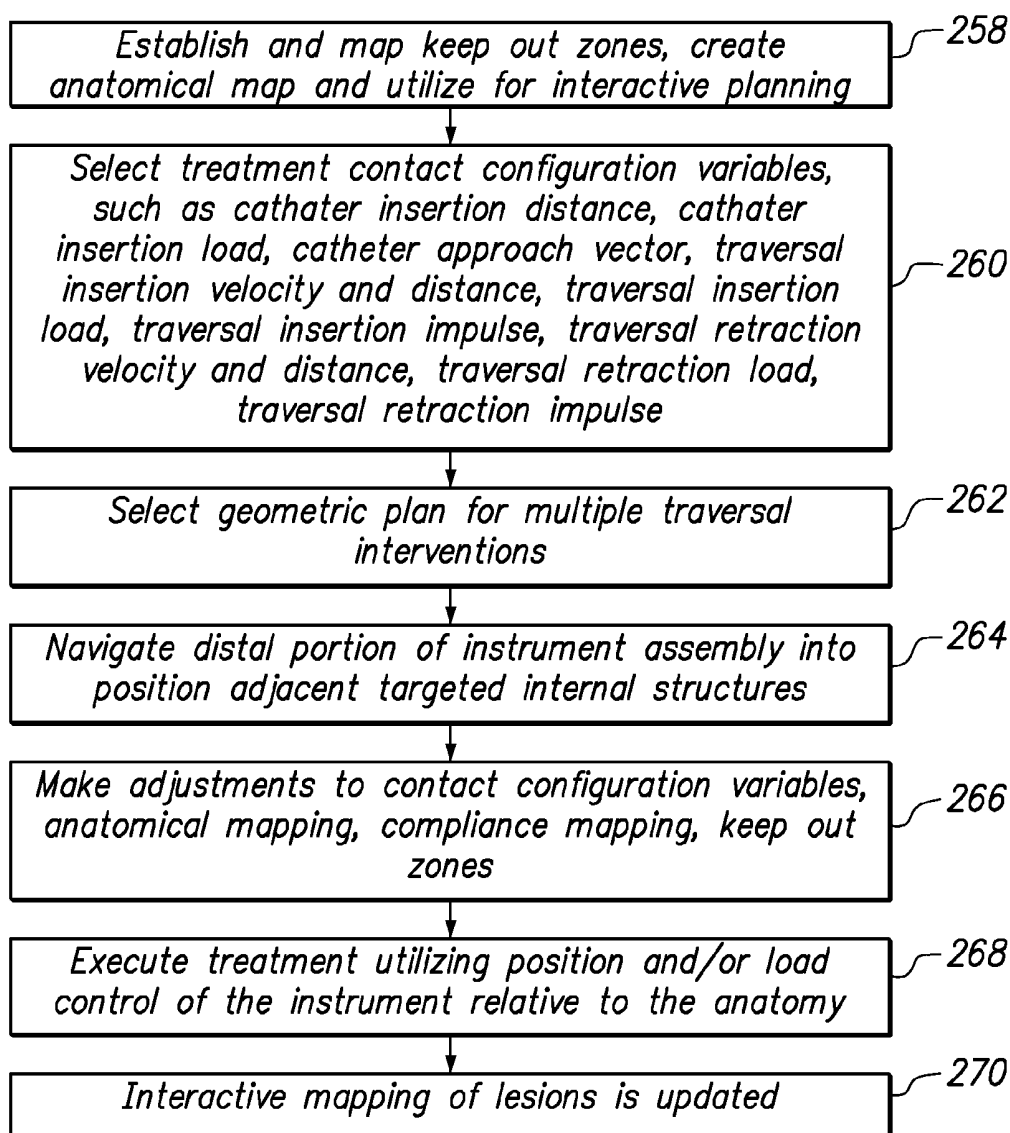 Establish and map keep out zones, create
anatomical map and utilize for interactive planning
258
Select treatment contact configuration variables,
such as cathater insertion distance, cathater
insertion load, catheter approach vector, traversal
insertion velocity and distance, traversal insertion
load, traversal insertion impulse, traversal retraction
velocity and distance, traversal retraction load,
traversal retraction impulse
260
Select geometric plan for multiple traversal
interventions
262
Navigate distal portion of instrument assembly into
position adjacent targeted internal structures
264
Make adjustments to contact configuration variables,
anatomical mapping, compliance mapping, keep out
zones
266
Execute treatment utilizing position and/or load
control of the instrument relative to the anatomy
268
Interactive mapping of lesions is updated
270